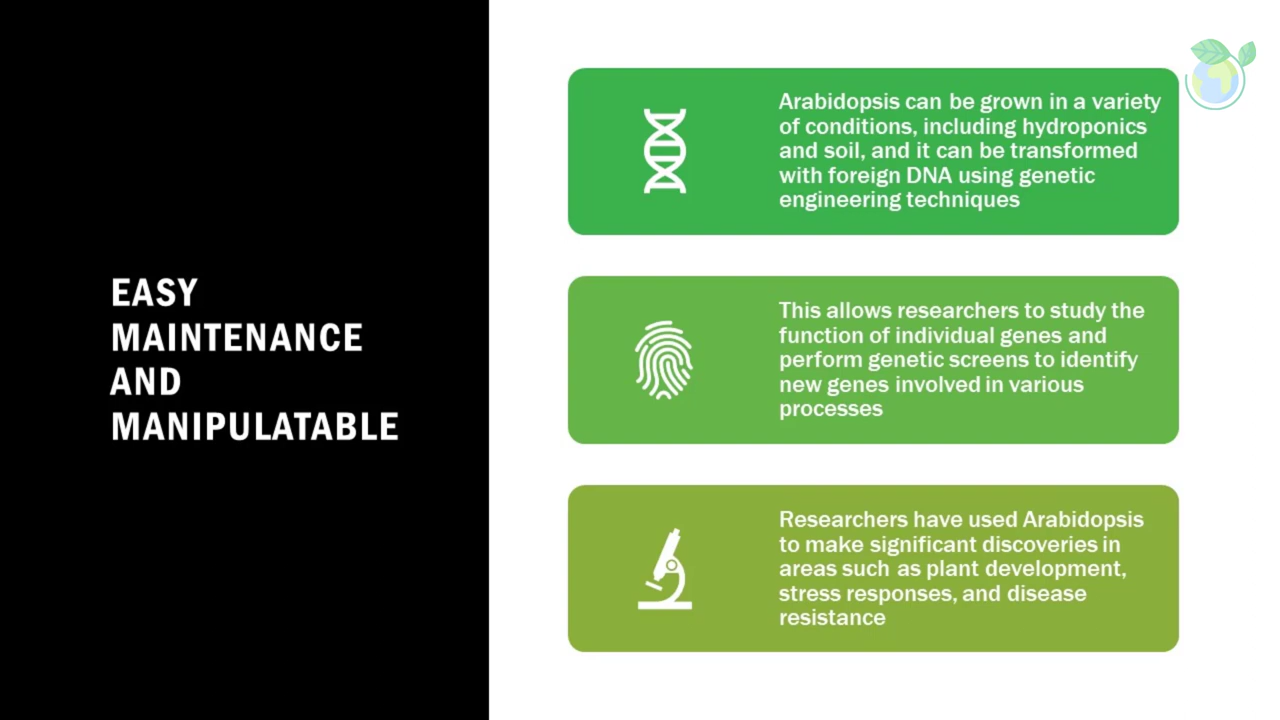 EASY
MAINTENANCE
AND
MANIPULATABLE
Arabidopsis can be grown in a variety
of conditions, including hydroponics
and soil, and it can be transformed
with foreign DNA using genetic
engineering techniques
This allows researchers to study the
function of individual genes and
perform genetic screens to identify
new genes involved in various
processes
Researchers have used Arabidopsis
to make significant discoveries in
areas such as plant development,
stress responses, and disease
resistance